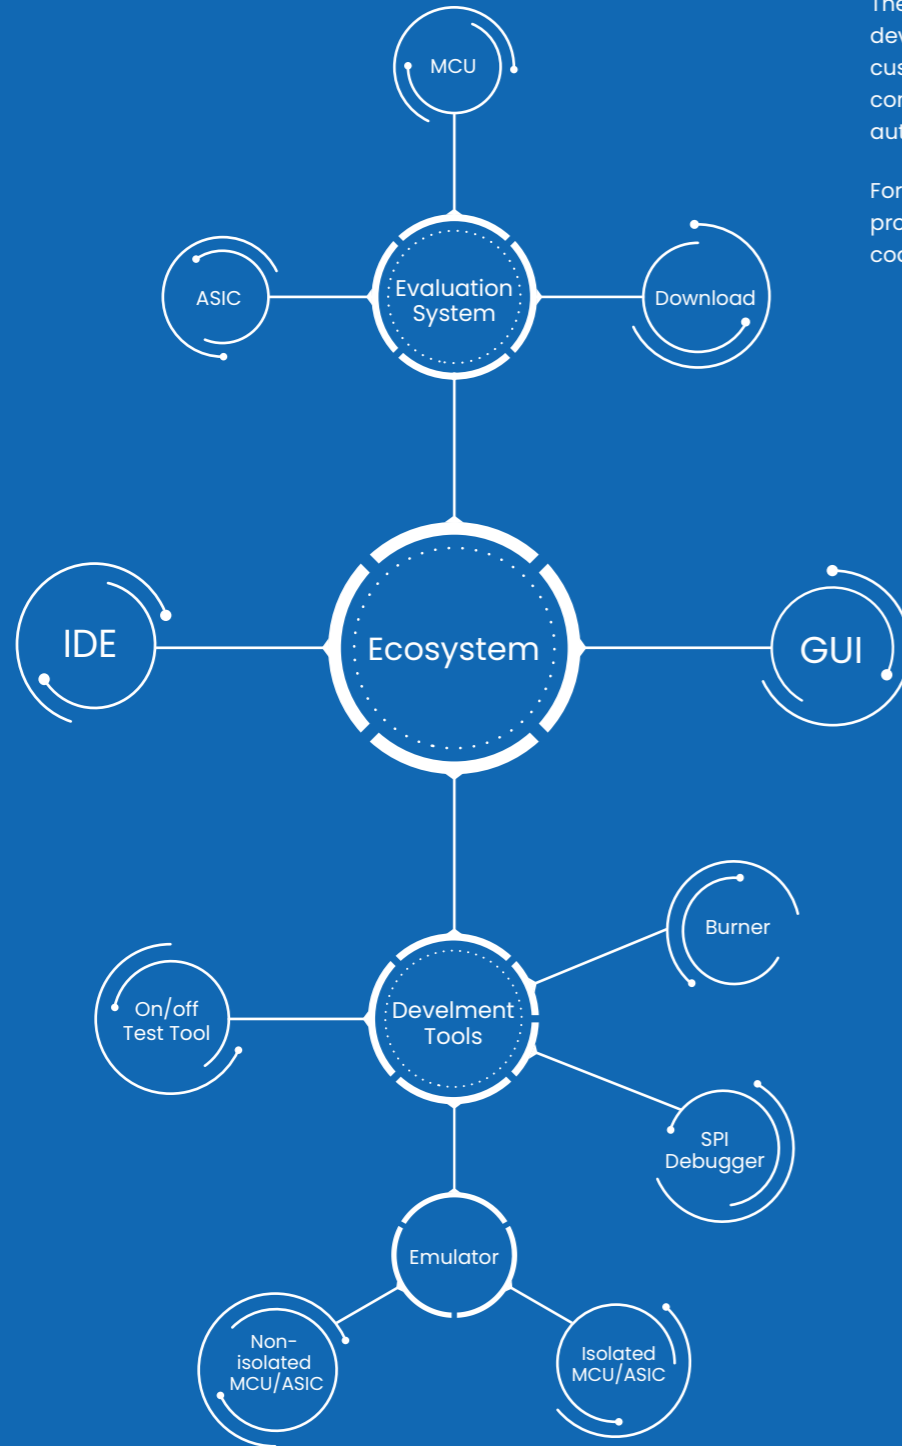 MCU
ASIC
Evaluation
System
Download
IDE
Ecosystem
GUI
Burner
On/off
Test Tool
Develment
Tools
SPI
Debugger
Emulator
Non-
isolated
MCU/ASIC
Isolated
MCU/ASIC
For